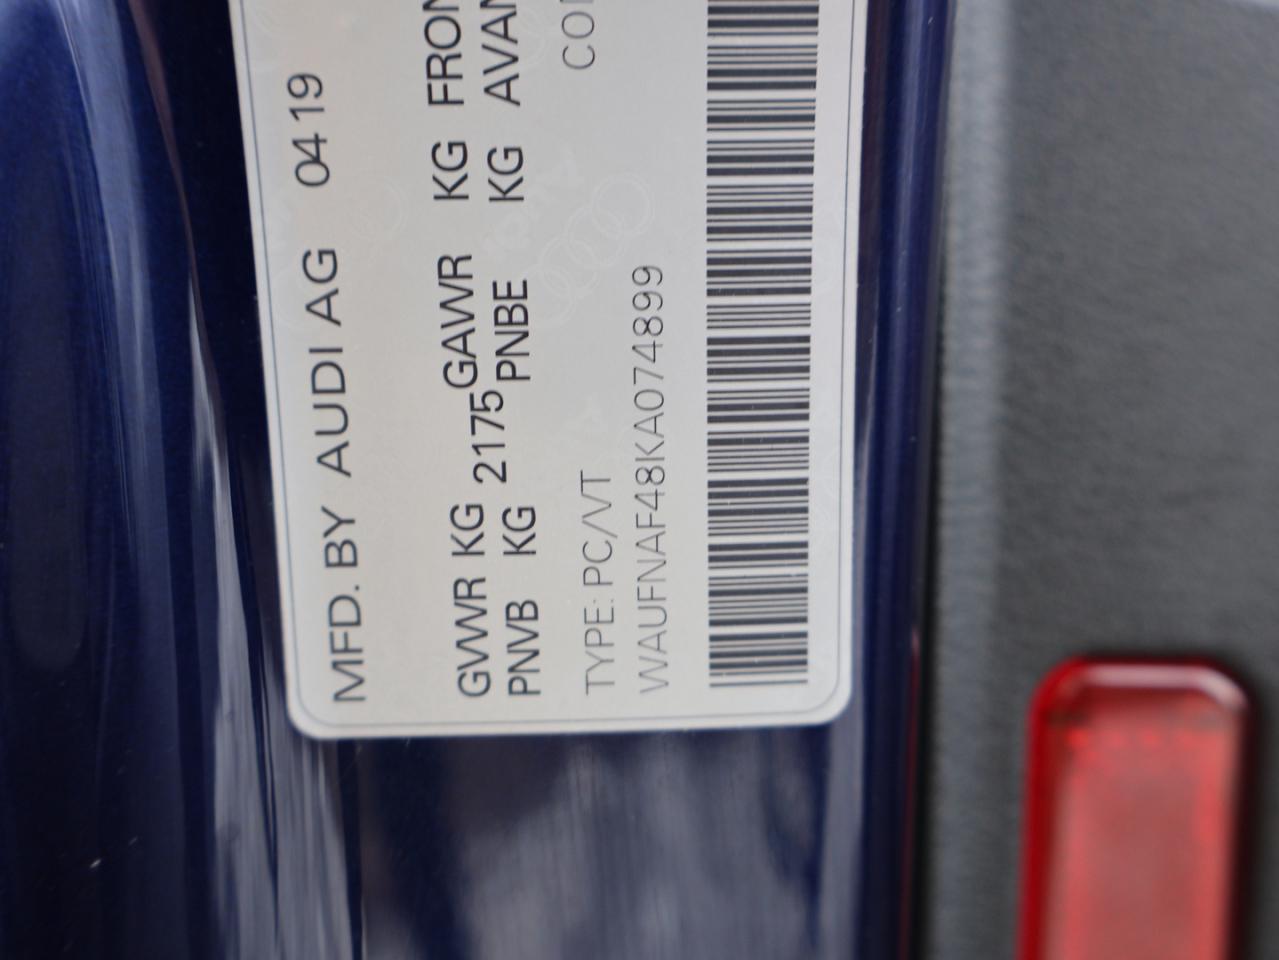 MFD. BY AUDI AG 04 19
GVWR KG 2175 GAWR KG FRON
PNVB KG PNBE KG AVAN
TYPE: PC/VT
WAUFNAF48KA074899